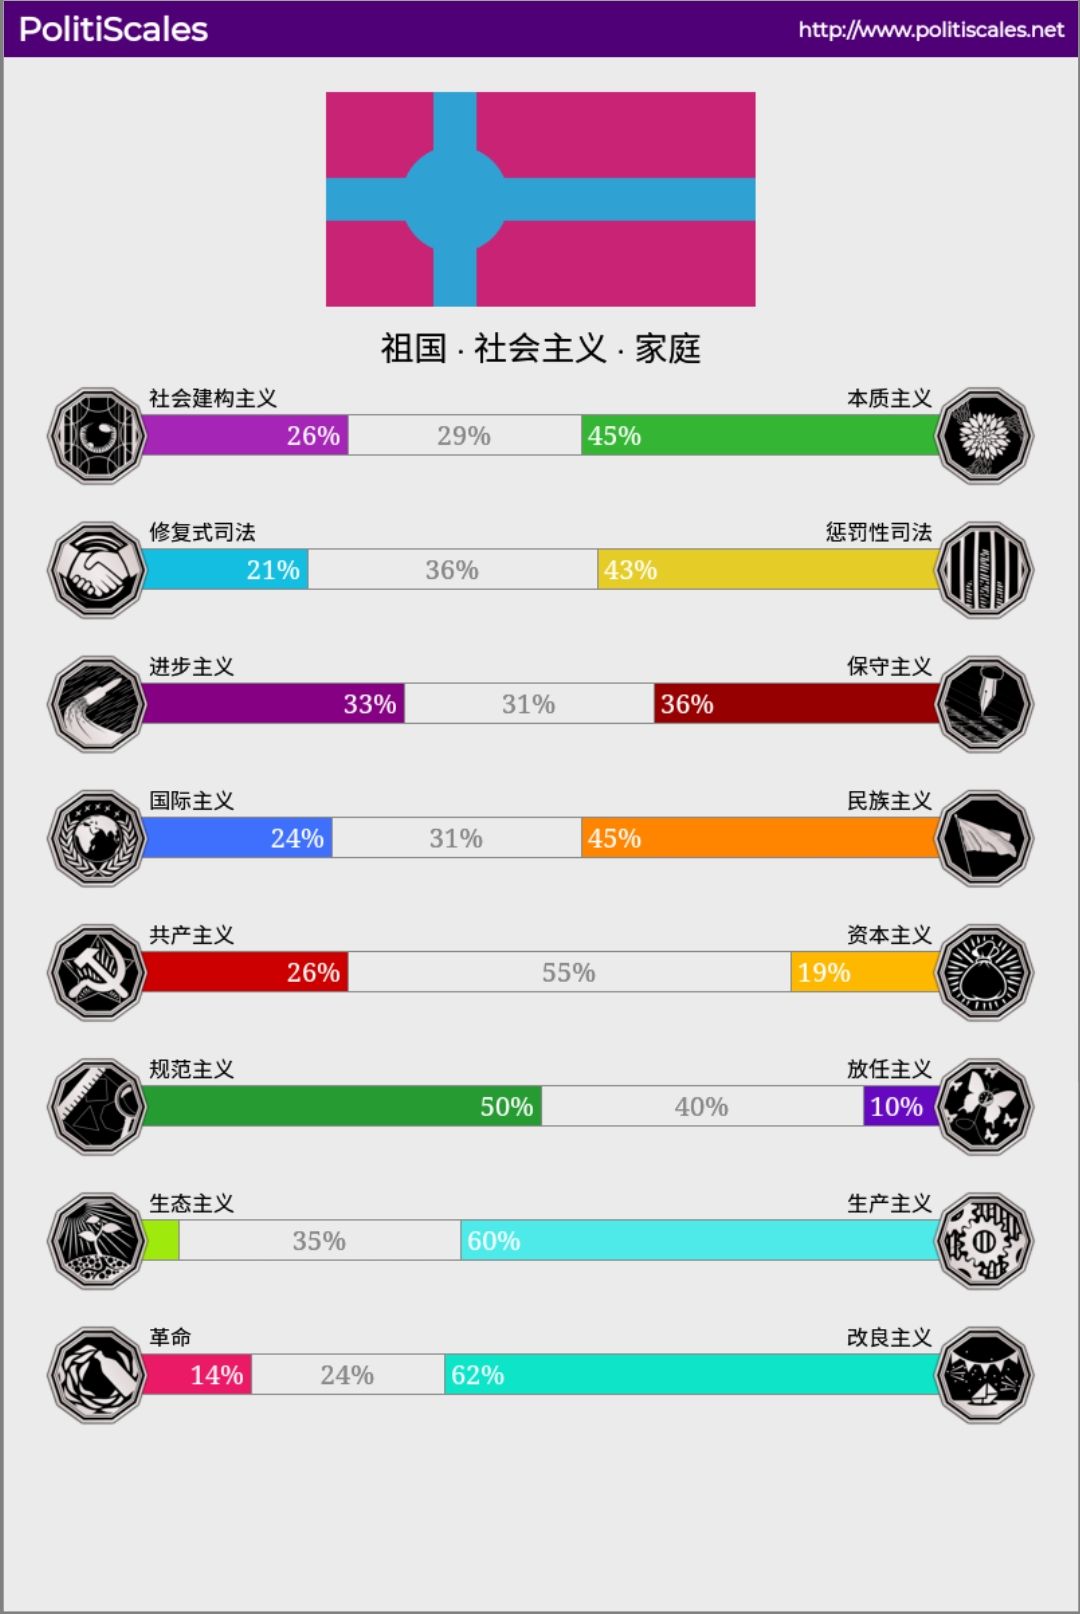 PolitiScales http://www.politiscales.net
祖国 · 社会主义 · 家庭
社会建构主义 本质主义
26% 29% 45%
修复式司法 惩罚性司法
21% 36% 43%
进步主义 保守主义
33% 31% 36%
国际主义 民族主义
24% 31% 45%
共产主义 资本主义
26% 55% 19%
规范主义 放任主义
50% 40% 10%
生态主义 生产主义
35% 60%
革命 改良主义
14% 24% 62%